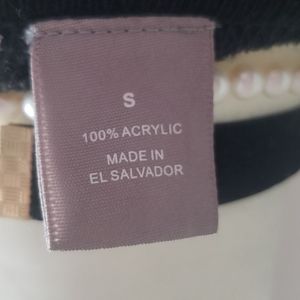 S
100% ACRYLIC
MADE IN
EL SALVADOR